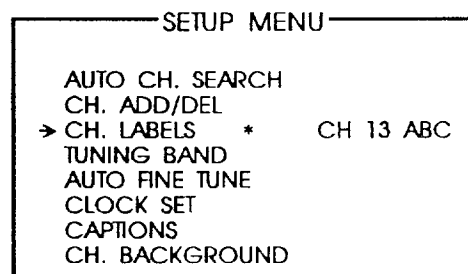 SETUP MENU
AUTO CH. SEARCH
CH. ADD/DEL
→ CH. LABELS * CH 13 ABC
TUNING BAND
AUTO FINE TUNE
CLOCK SET
CAPTIONS
CH. BACKGROUND